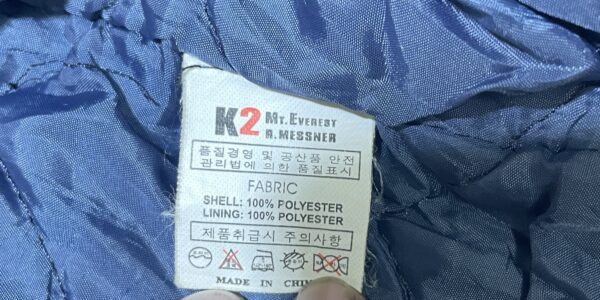 K2 MT. EVEREST
R. MESSNER
품질경영 및 공산품 안전
관리법에 의한 품질표시
FABRIC
SHELL: 100% POLYESTER
LINING: 100% POLYESTER
제품취급시 주의사항
MADE IN